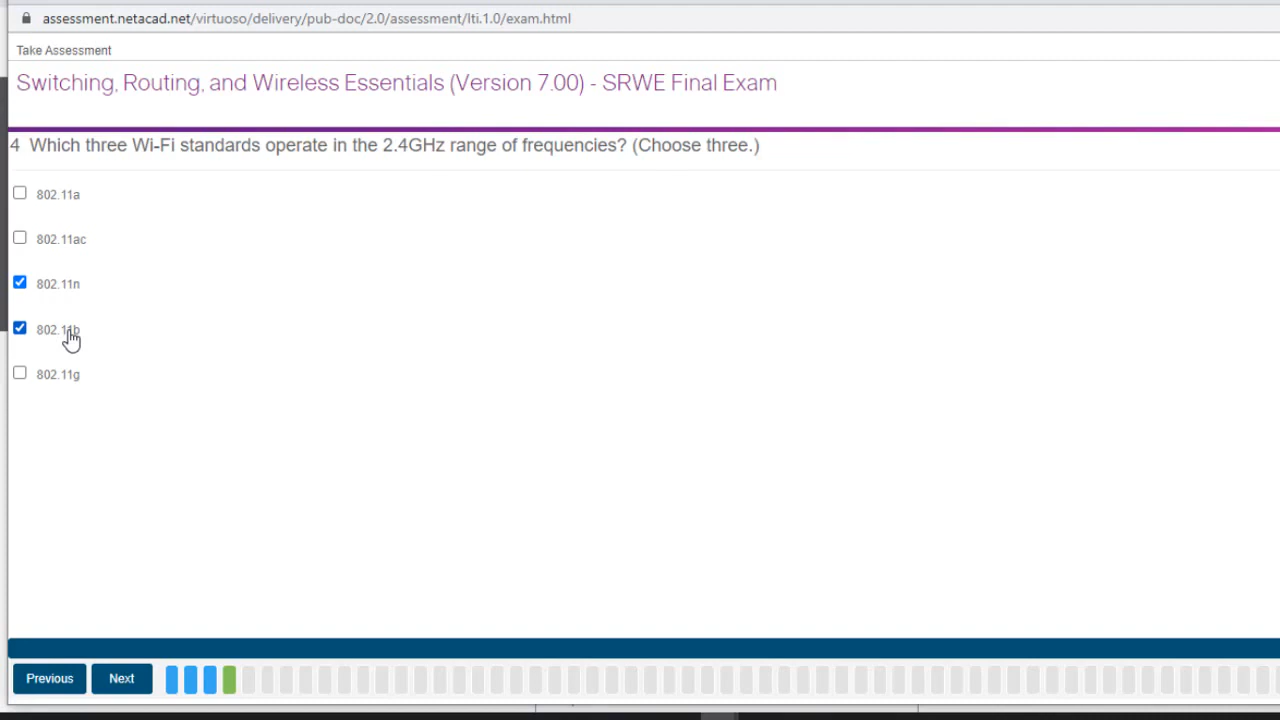 assessment.netacad.net/virtuoso/delivery/pub-doc/2.0/assessment/lti.1.0/exam.html
Take Assessment
Switching, Routing, and Wireless Essentials (Version 7.00) - SRWE Final Exam
4 Which three Wi-Fi standards operate in the 2.4GHz range of frequencies? (Choose three.)
802.11a
802.11ac
802.11n
802.11b
802.11g
Previous Next